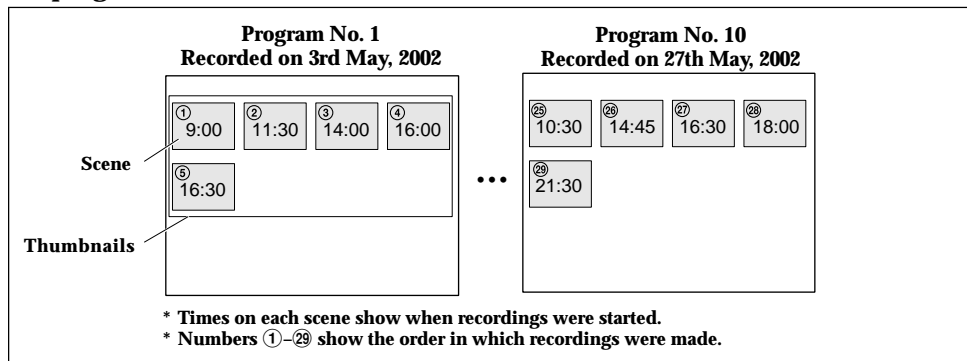 Program No. 1
Recorded on 3rd May, 2002
① 9:00 ② 11:30 ③ 14:00 ④ 16:00
⑤ 16:30
Scene
Thumbnails
...
Program No. 10
Recorded on 27th May, 2002
㉕ 10:30 ㉖ 14:45 ㉗ 16:30 ㉘ 18:00
㉙ 21:30
* Times on each scene show when recordings were started.
* Numbers ①–㉙ show the order in which recordings were made.